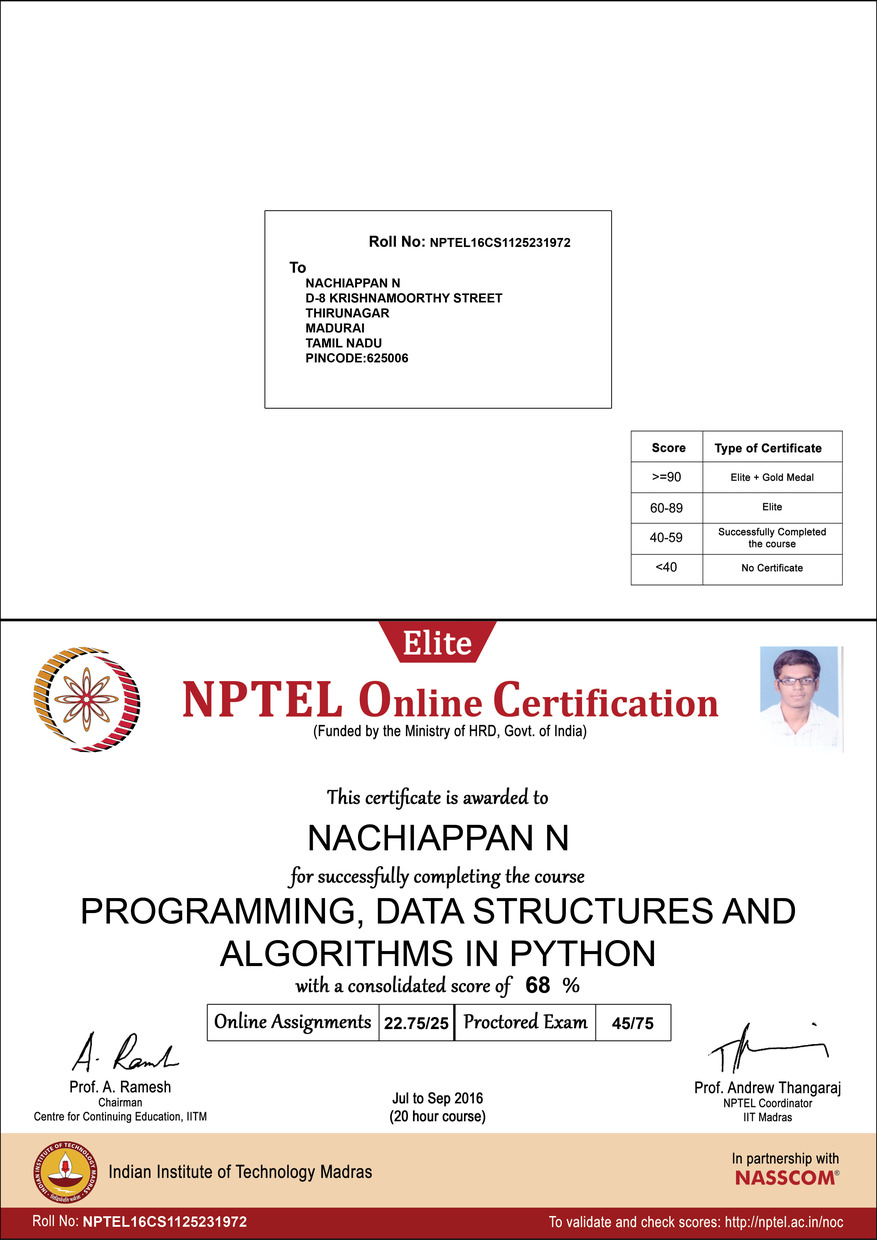 Roll No: NPTEL16CS1125231972
To
NACHIAPPAN N
D-8 KRISHNAMOORTHY STREET
THIRUNAGAR
MADURAI
TAMIL NADU
PINCODE:625006
Score Type of Certificate
>=90 Elite + Gold Medal
60-89 Elite
40-59 Successfully Completed
the course
<40 No Certificate
Elite
NPTEL Online Certification
(Funded by the Ministry of HRD, Govt. of India)
This certificate is awarded to
NACHIAPPAN N
for successfully completing the course
PROGRAMMING, DATA STRUCTURES AND
ALGORITHMS IN PYTHON
with a consolidated score of 68 %
Online Assignments 22.75/25 Proctored Exam 45/75
A. Ramesh
Prof. A. Ramesh
Chairman
Centre for Continuing Education, IITM
Jul to Sep 2016
(20 hour course)
Prof. Andrew Thangaraj
NPTEL Coordinator
IIT Madras
INDIAN INSTITUTE OF TECHNOLOGY MADRAS
Indian Institute of Technology Madras
In partnership with
NASSCOM®
Roll No: NPTEL16CS1125231972
To validate and check scores: http://nptel.ac.in/noc